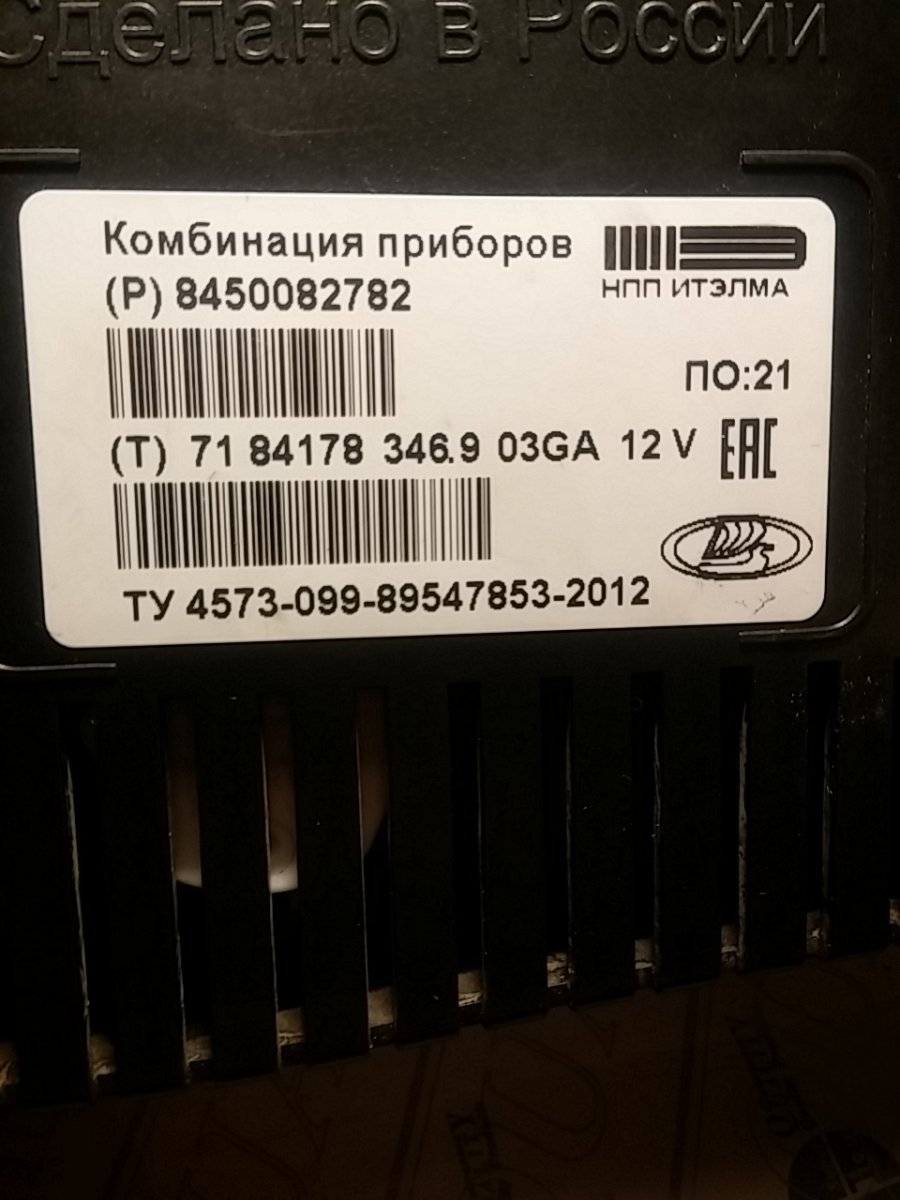 Сделано в России
Комбинация приборов
(P) 8450082782
НПП ИТЭЛМА
ПО:21
(T) 71 84178 346.9 03GA 12 V
EAC
ТУ 4573-099-89547853-2012